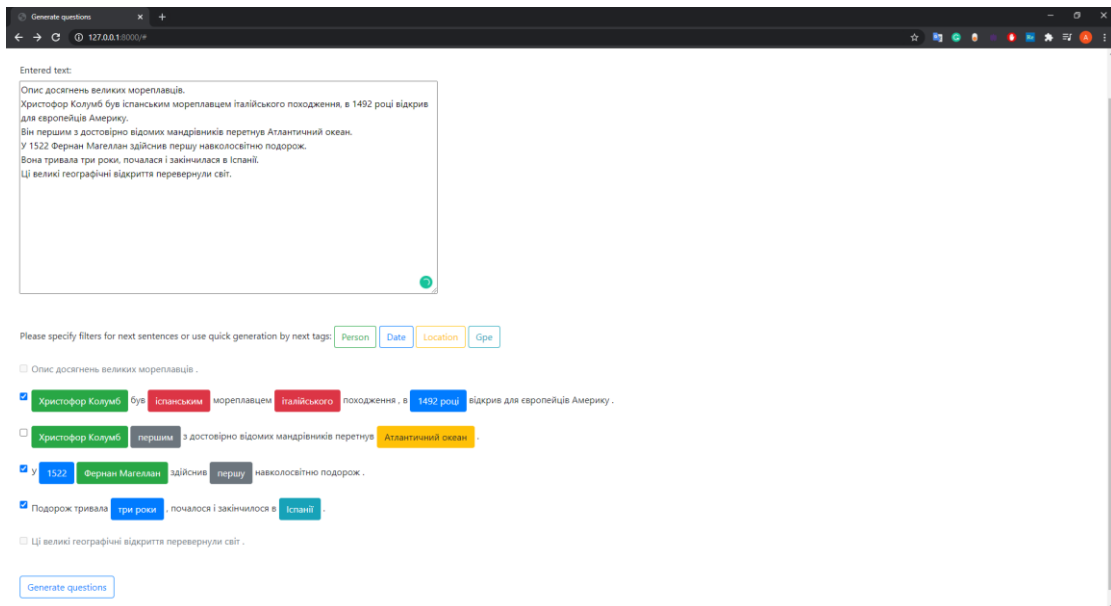 Generate questions
127.0.0.1:8000/#
Entered text:
Опис досягнень великих мореплавців.
Христофор Колумб був іспанським мореплавцем італійського походження, в 1492 році відкрив
для європейців Америку.
Він першим з достовірно відомих мандрівників перетнув Атлантичний океан.
У 1522 Фернан Магеллан здійснив першу навколосвітню подорож.
Вона тривала три роки, почалася і закінчилася в Іспанії.
Ці великі географічні відкриття перевернули світ.
Please specify filters for next sentences or use quick generation by next tags: Person Date Location Gpe
Опис досягнень великих мореплавців .
Христофор Колумб був іспанським мореплавцем італійського походження , в 1492 році відкрив для європейців Америку .
Христофор Колумб першим з достовірно відомих мандрівників перетнув Атлантичний океан .
У 1522 Фернан Магеллан здійснив першу навколосвітню подорож .
Подорож тривала три роки , почалося і закінчилося в Іспанії .
Ці великі географічні відкриття перевернули світ .
Generate questions